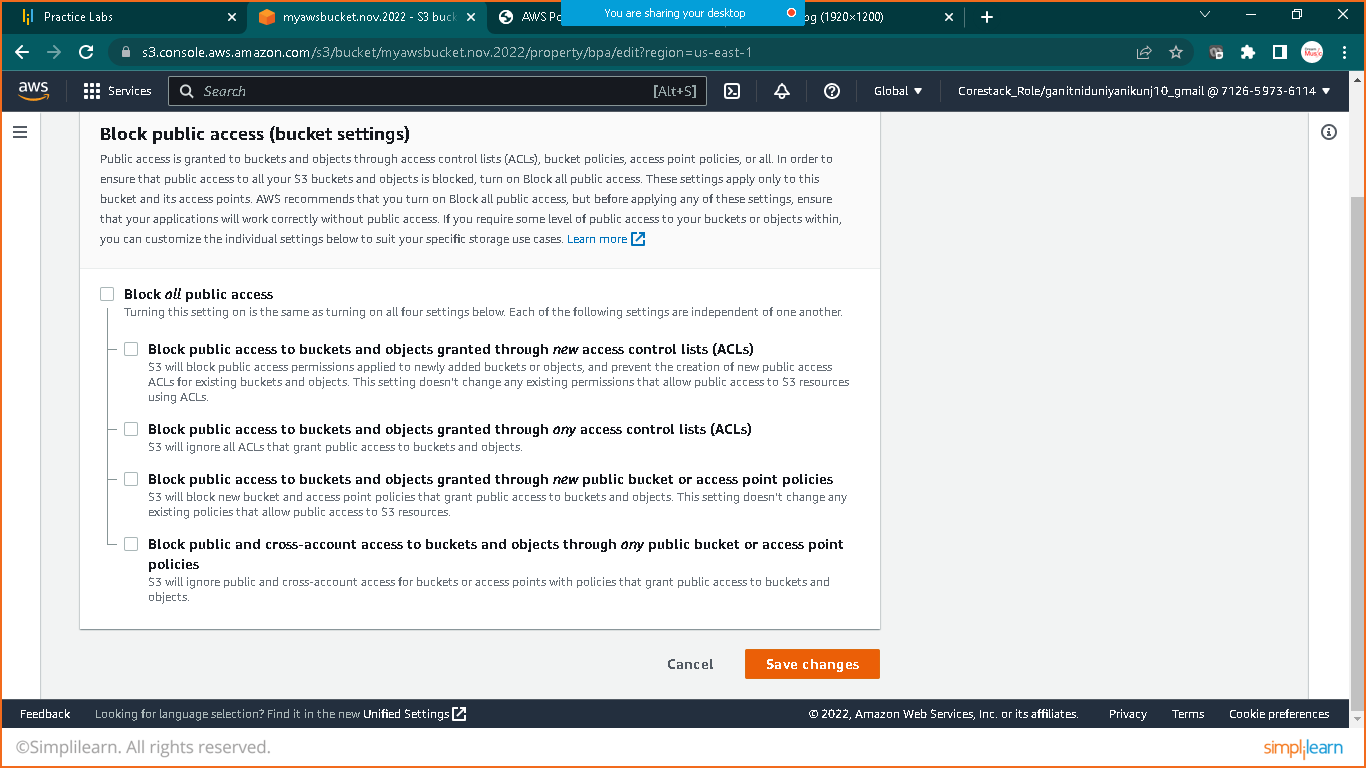 Practice Labs
myawsbucket.nov.2022 - S3 buck
AWS Po
You are sharing your desktop
og (1920×1200)
s3.console.aws.amazon.com/s3/bucket/myawsbucket.nov.2022/property/bpa/edit?region=us-east-1
aws
Services
Search
[Alt+S]
Global
Corestack_Role/ganitniduniyanikunj10_gmail @ 7126-5973-6114
Block public access (bucket settings)
Public access is granted to buckets and objects through access control lists (ACLs), bucket policies, access point policies, or all. In order to
ensure that public access to all your S3 buckets and objects is blocked, turn on Block all public access. These settings apply only to this
bucket and its access points. AWS recommends that you turn on Block all public access, but before applying any of these settings, ensure
that your applications will work correctly without public access. If you require some level of public access to your buckets or objects within,
you can customize the individual settings below to suit your specific storage use cases. Learn more
Block all public access
Turning this setting on is the same as turning on all four settings below. Each of the following settings are independent of one another.
Block public access to buckets and objects granted through new access control lists (ACLs)
S3 will block public access permissions applied to newly added buckets or objects, and prevent the creation of new public access
ACLs for existing buckets and objects. This setting doesn't change any existing permissions that allow public access to S3 resources
using ACLs.
Block public access to buckets and objects granted through any access control lists (ACLs)
S3 will ignore all ACLs that grant public access to buckets and objects.
Block public access to buckets and objects granted through new public bucket or access point policies
S3 will block new bucket and access point policies that grant public access to buckets and objects. This setting doesn't change any
existing policies that allow public access to S3 resources.
Block public and cross-account access to buckets and objects through any public bucket or access point
policies
S3 will ignore public and cross-account access for buckets or access points with policies that grant public access to buckets and
objects.
Cancel
Save changes
Feedback
Looking for language selection? Find it in the new Unified Settings
© 2022, Amazon Web Services, Inc. or its affiliates.
Privacy
Terms
Cookie preferences
©Simplilearn. All rights reserved.
simplilearn